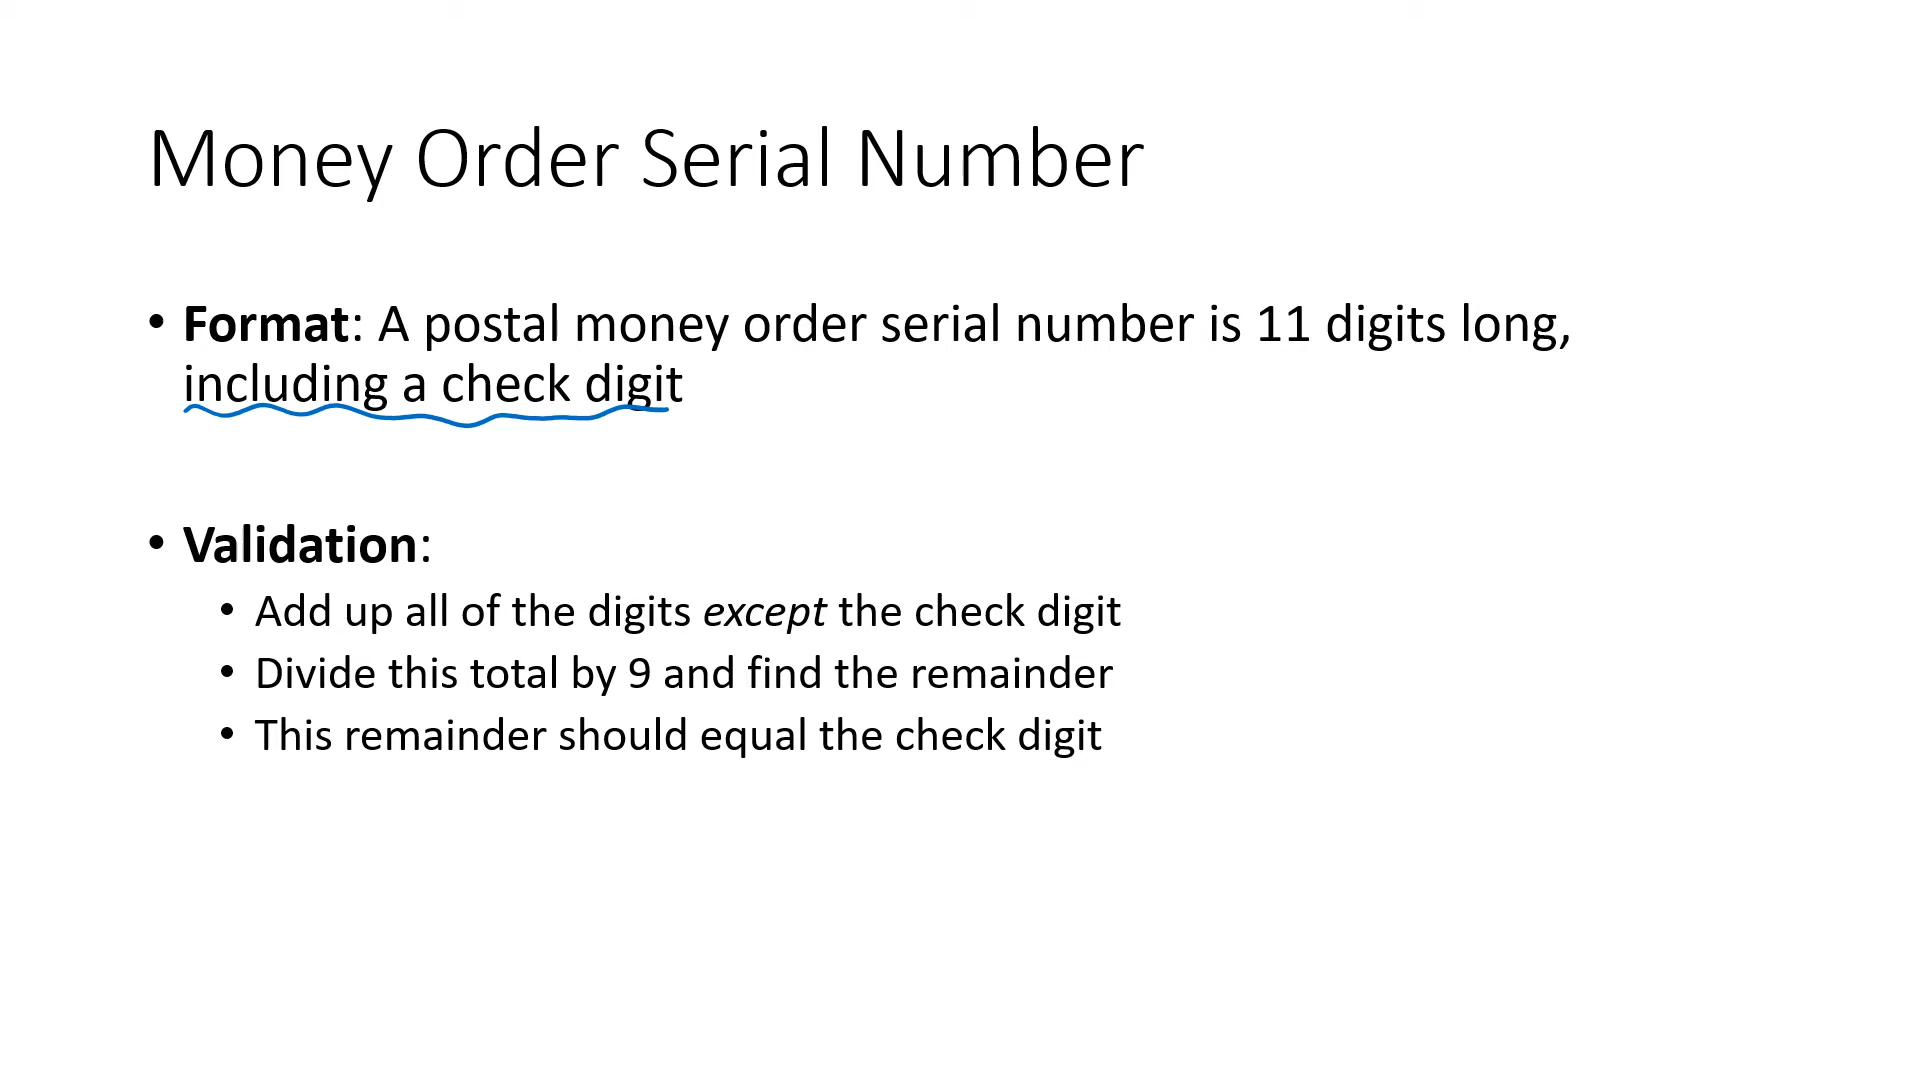 Money Order Serial Number
• Format: A postal money order serial number is 11 digits long,
including a check digit
• Validation:
• Add up all of the digits except the check digit
• Divide this total by 9 and find the remainder
• This remainder should equal the check digit